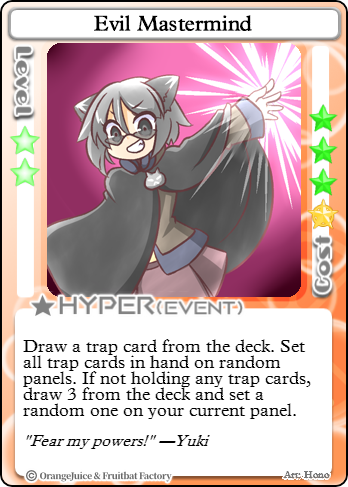 Evil Mastermind
Level
Cost
HYPER(EVENT)
Draw a trap card from the deck. Set
all trap cards in hand on random
panels. If not holding any trap cards,
draw 3 from the deck and set a
random one on your current panel.
"Fear my powers!" —Yuki
© OrangeJuice & Fruitbat Factory
Art: Hono